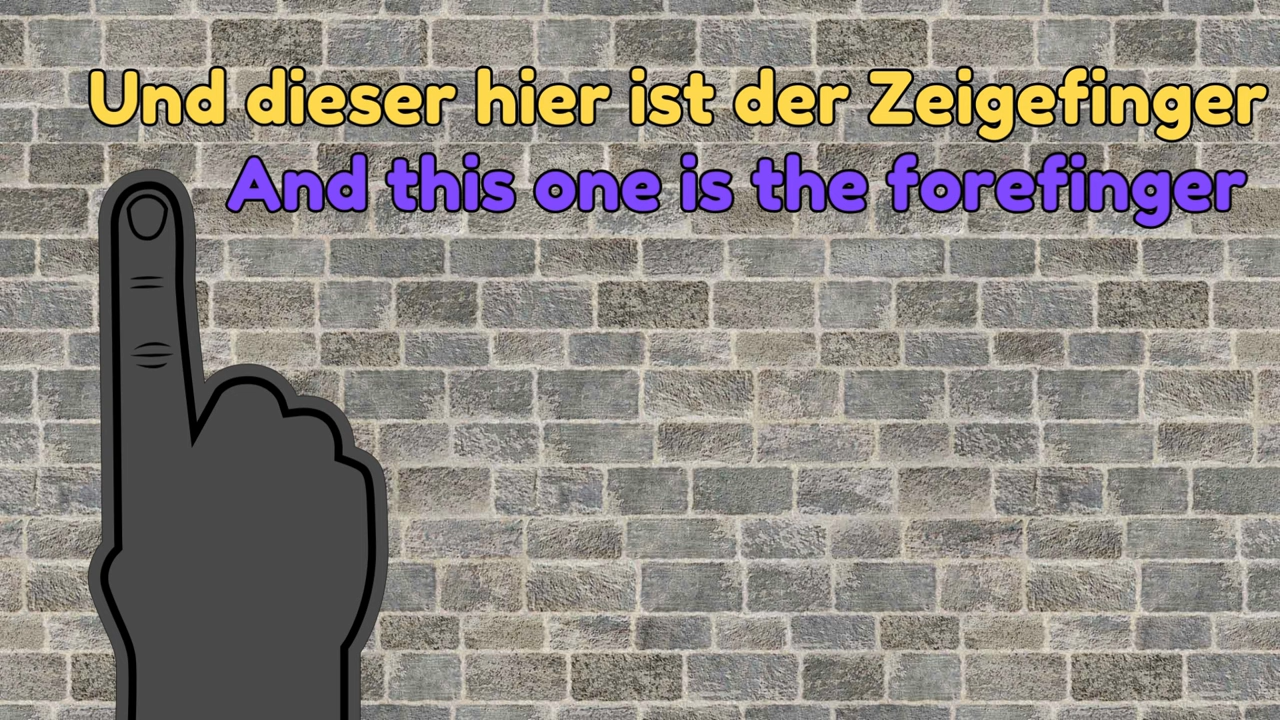 Und dieser hier ist der Zeigefinger
And this one is the forefinger